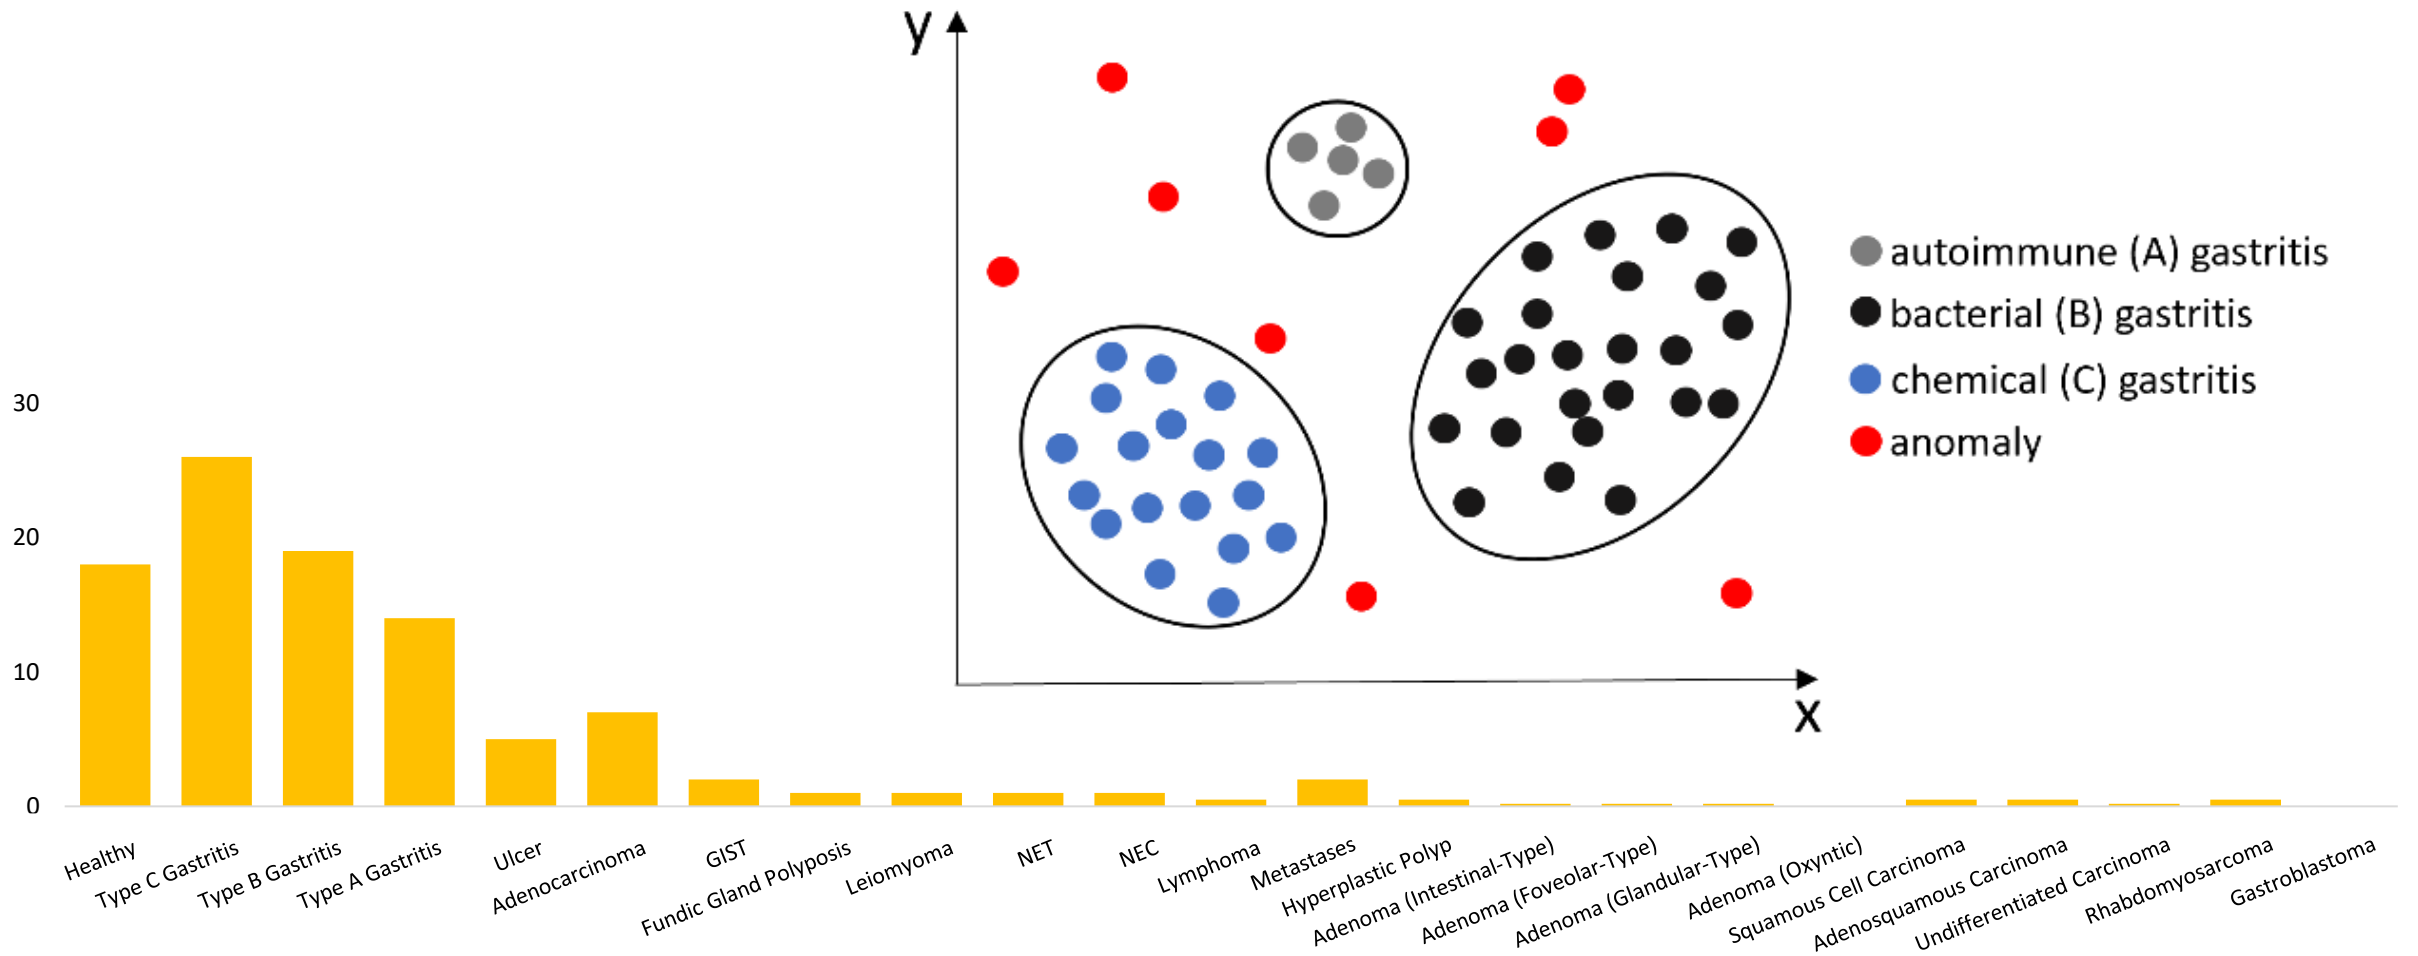 y
autoimmune (A) gastritis
bacterial (B) gastritis
chemical (C) gastritis
anomaly
x
30
20
10
0
Healthy
Type C Gastritis
Type B Gastritis
Type A Gastritis
Ulcer
Adenocarcinoma
GIST
Fundic Gland Polyposis
Leiomyoma
NET
NEC
Lymphoma
Metastases
Hyperplastic Polyp
Adenoma (Intestinal-Type)
Adenoma (Foveolar-Type)
Adenoma (Glandular-Type)
Adenoma (Oxyntic)
Squamous Cell Carcinoma
Adenosquamous Carcinoma
Undifferentiated Carcinoma
Rhabdomyosarcoma
Gastroblastoma